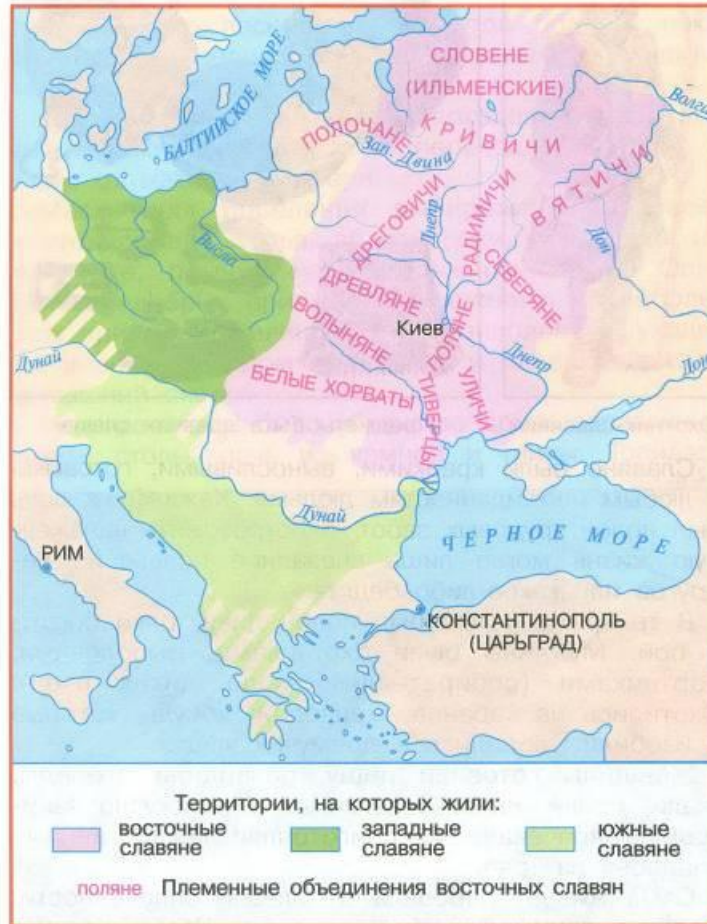 СЛОВЕНЕ
(ИЛЬМЕНСКИЕ)
Волга
БАЛТИЙСКОЕ МОРЕ
КРИВИЧИ
ПОЛОЧАНЕ
Зап. Двина
ВЯТИЧИ
ДРЕГОВИЧИ
Днепр
РАДИМИЧИ
Дон
Висла
СЕВЕРЯНЕ
ДРЕВЛЯНЕ
Киев
ВОЛЫНЯНЕ
ПОЛЯНЕ
Днепр
Дунай
Дон
БЕЛЫЕ ХОРВАТЫ
ТИВЕРЦЫ
УЛИЧИ
Дунай
ЧЁРНОЕ МОРЕ
РИМ
КОНСТАНТИНОПОЛЬ
(ЦАРЬГРАД)
Территории, на которых жили:
восточные славяне
западные славяне
южные славяне
поляне Племенные объединения восточных славян